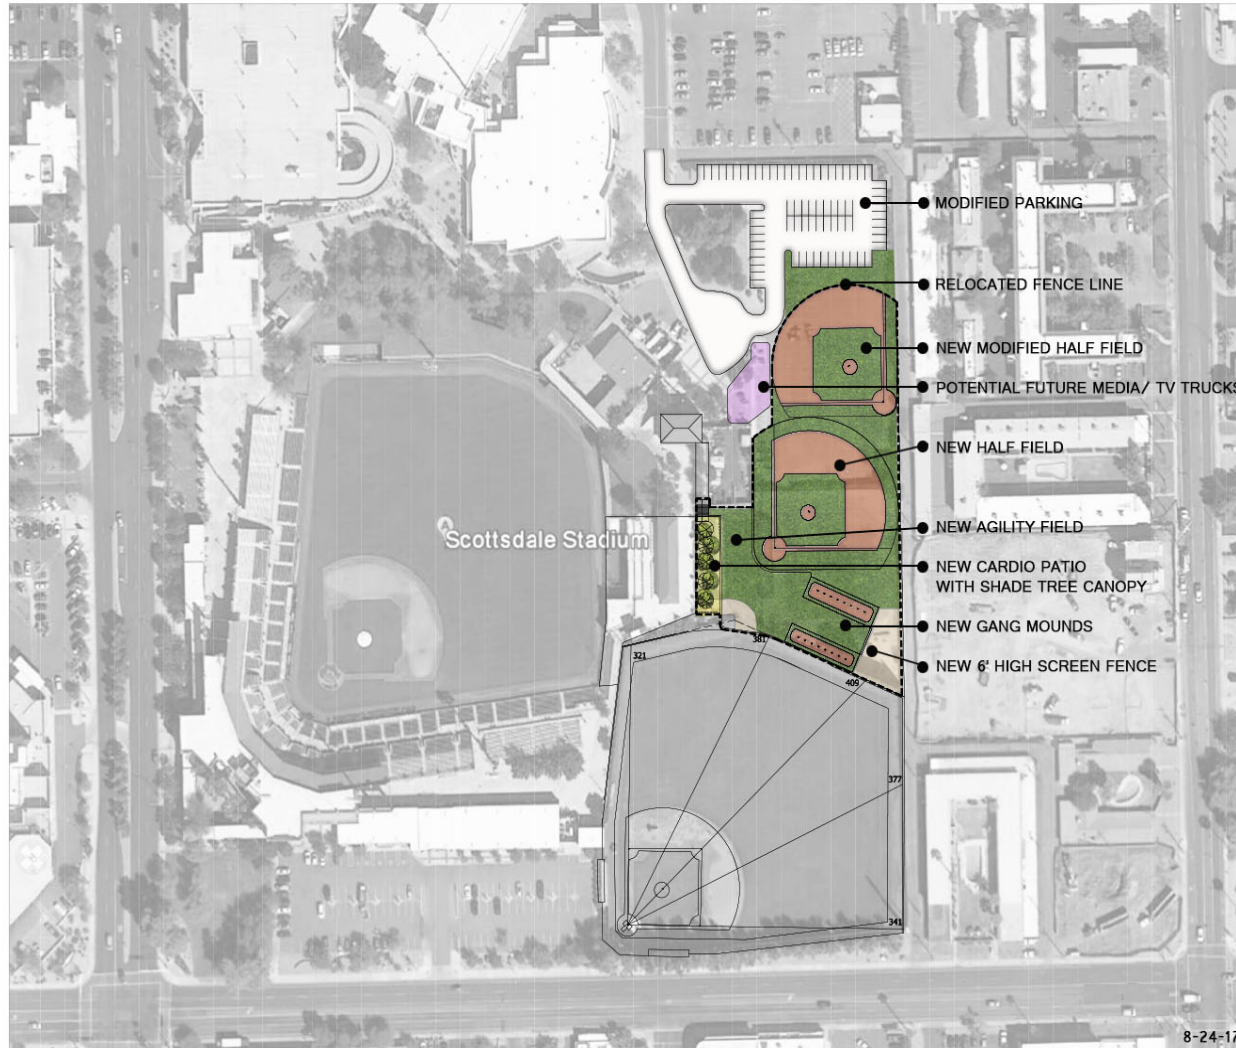 MODIFIED PARKING
RELOCATED FENCE LINE
NEW MODIFIED HALF FIELD
POTENTIAL FUTURE MEDIA/ TV TRUCKS
NEW HALF FIELD
NEW AGILITY FIELD
Scottsdale Stadium
NEW CARDIO PATIO
WITH SHADE TREE CANOPY
NEW GANG MOUNDS
381
321
NEW 6' HIGH SCREEN FENCE
409
377
341
8-24-17